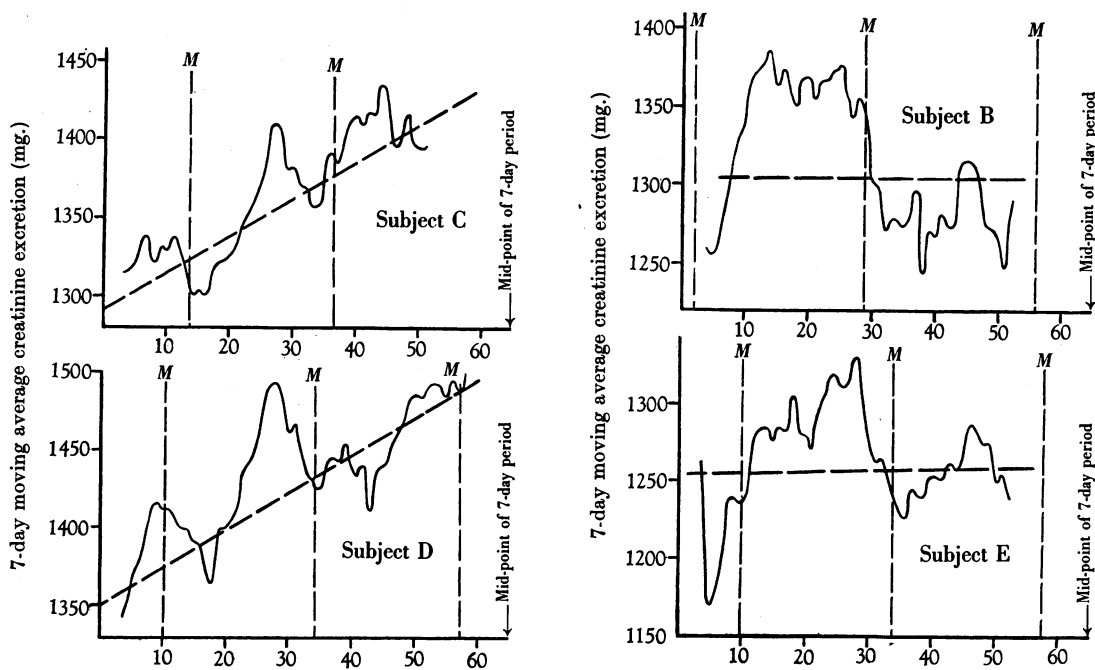 7-day moving average creatinine excretion (mg.)
1450
1400
1350
1300
M
M
Subject C
Mid-point of 7-day period
10 20 30 40 50 60
1500
1450
1400
1350
M
M
M
Subject D
Mid-point of 7-day period
10 20 30 40 50 60
7-day moving average creatinine excretion (mg.)
1400
1350
1300
1250
M
M
M
Subject B
Mid-point of 7-day period
10 20 30 40 50 60
1300
1250
1200
1150
M
M
M
Subject E
Mid-point of 7-day period
10 20 30 40 50 60